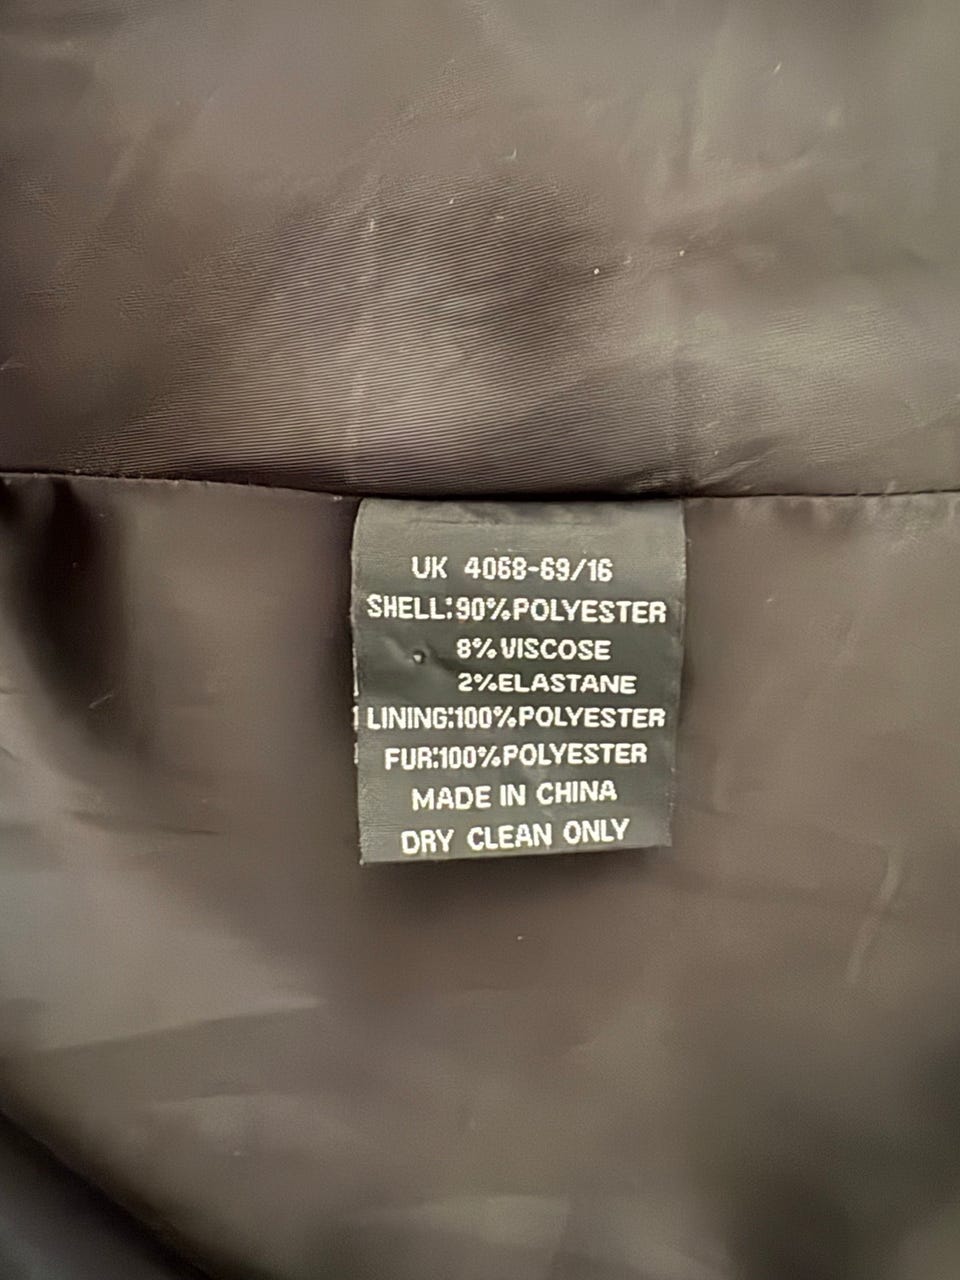 UK 4068-69/16
SHELL:90%POLYESTER
8%VISCOSE
2%ELASTANE
LINING:100%POLYESTER
FUR:100%POLYESTER
MADE IN CHINA
DRY CLEAN ONLY